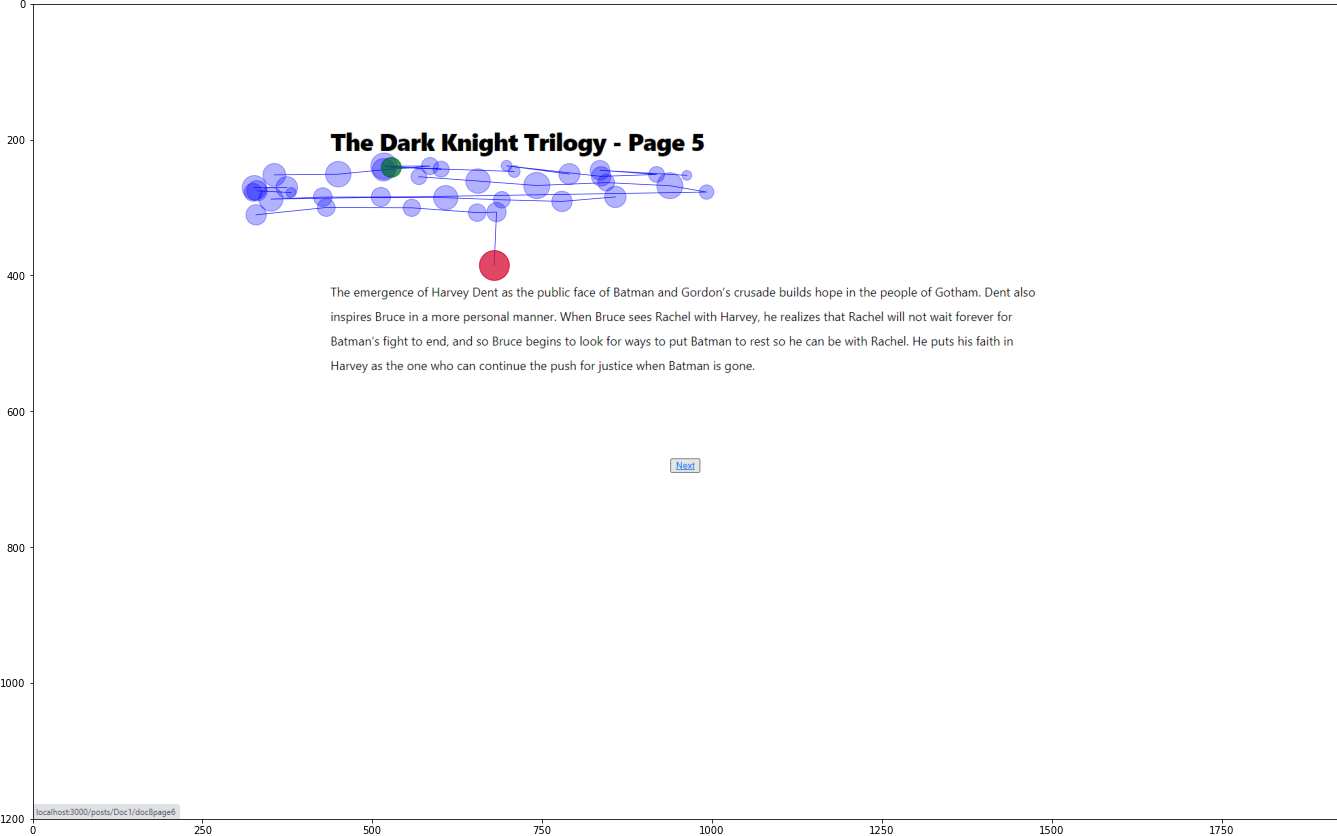 0
200
The Dark Knight Trilogy - Page 5
400
The emergence of Harvey Dent as the public face of Batman and Gordon's crusade builds hope in the people of Gotham. Dent also
inspires Bruce in a more personal manner. When Bruce sees Rachel with Harvey, he realizes that Rachel will not wait forever for
Batman's fight to end, and so Bruce begins to look for ways to put Batman to rest so he can be with Rachel. He puts his faith in
Harvey as the one who can continue the push for justice when Batman is gone.
600
Next
800
1000
localhost:3000/posts/Doc1/doc8page6
1200
0 250 500 750 1000 1250 1500 1750